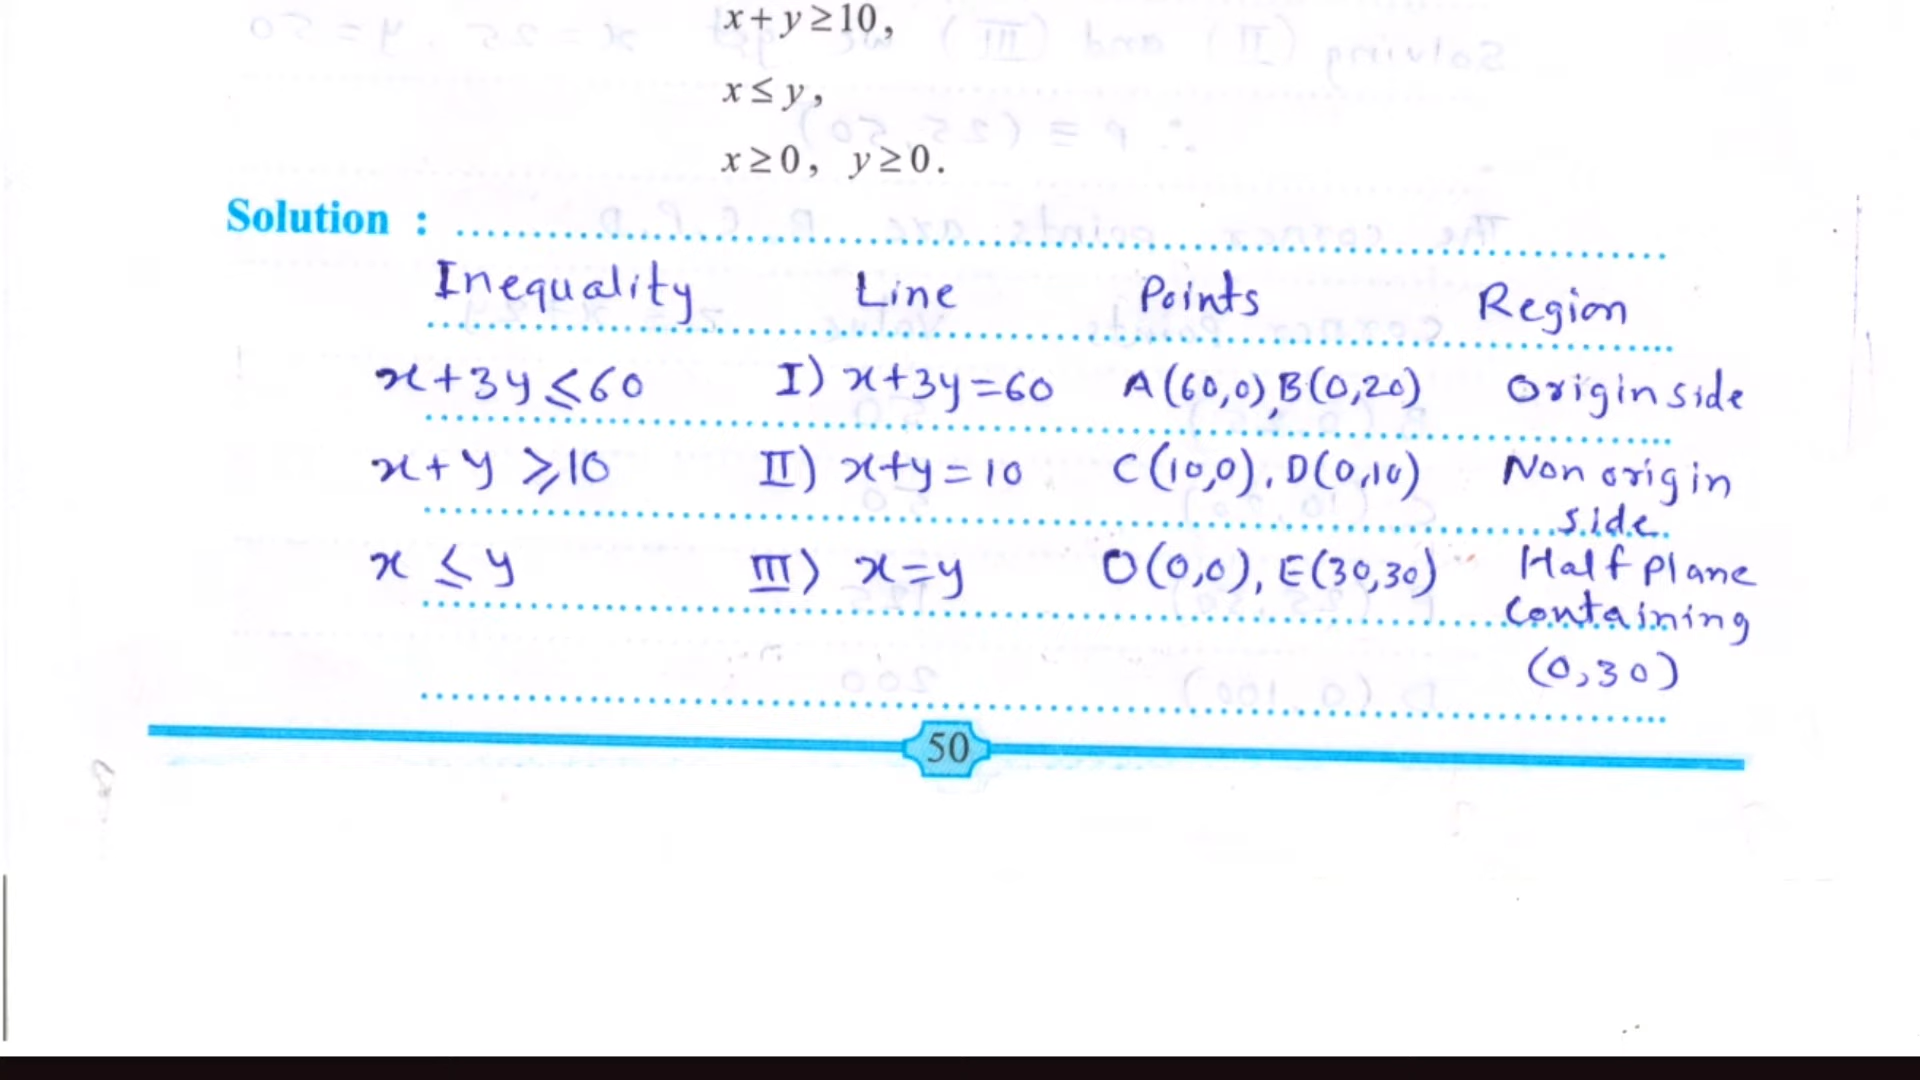 x+y≥10,
x≤y,
x≥0, y≥0.
Solution :
Inequality Line Points Region
x+3y≤60 I) x+3y=60 A(60,0), B(0,20) Origin side
x+y ≥10 II) x+y=10 C(10,0), D(0,10) Non origin
side
x ≤ y III) x=y O(0,0), E(30,30) Half plane
containing
(0,30)
50